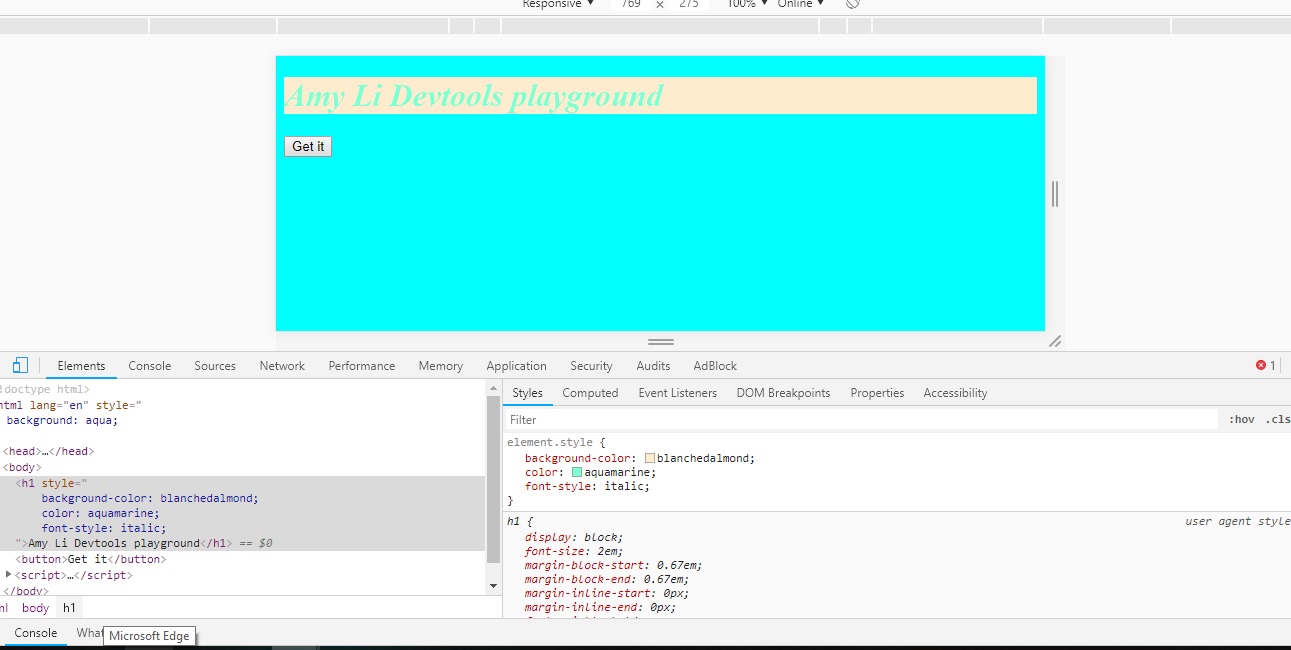 Responsive ▼ 769 × 275 100% ▼ Online ▼
Amy Li Devtools playground
Get it
Elements Console Sources Network Performance Memory Application Security Audits AdBlock 1
!doctype html>
html lang="en" style="
background: aqua;
<head>…</head>
<body>
<h1 style="
background-color: blanchedalmond;
color: aquamarine;
font-style: italic;
">Amy Li Devtools playground</h1> == $0
<button>Get it</button>
<script>…</script>
</body>
ml body h1
Console What
Microsoft Edge
Styles Computed Event Listeners DOM Breakpoints Properties Accessibility
Filter :hov .cls
element.style {
background-color: blanchedalmond;
color: aquamarine;
font-style: italic;
}
h1 { user agent style
display: block;
font-size: 2em;
margin-block-start: 0.67em;
margin-block-end: 0.67em;
margin-inline-start: 0px;
margin-inline-end: 0px;